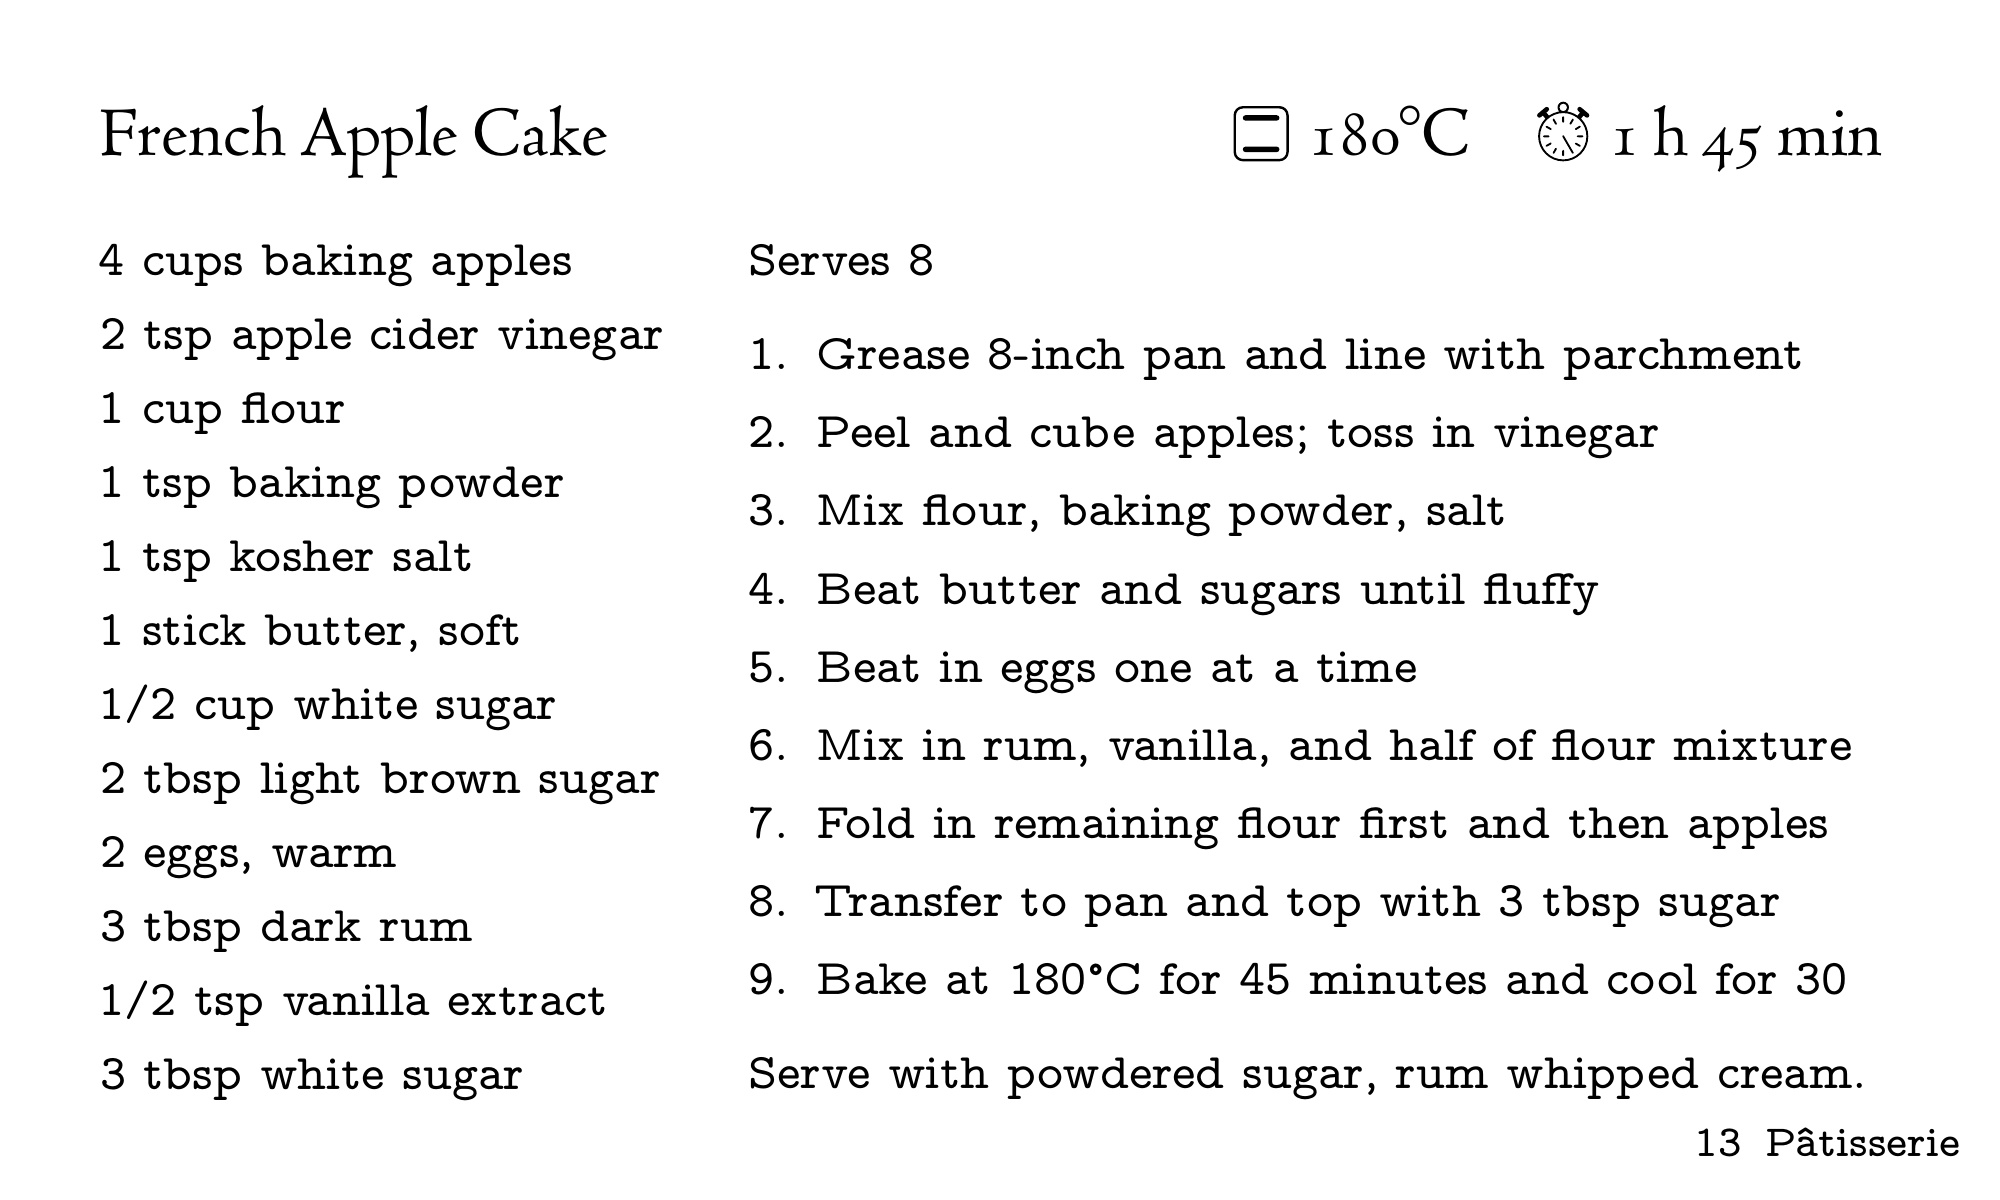 French Apple Cake
180°C 1 h 45 min
4 cups baking apples
2 tsp apple cider vinegar
1 cup flour
1 tsp baking powder
1 tsp kosher salt
1 stick butter, soft
1/2 cup white sugar
2 tbsp light brown sugar
2 eggs, warm
3 tbsp dark rum
1/2 tsp vanilla extract
3 tbsp white sugar
Serves 8
1. Grease 8-inch pan and line with parchment
2. Peel and cube apples; toss in vinegar
3. Mix flour, baking powder, salt
4. Beat butter and sugars until fluffy
5. Beat in eggs one at a time
6. Mix in rum, vanilla, and half of flour mixture
7. Fold in remaining flour first and then apples
8. Transfer to pan and top with 3 tbsp sugar
9. Bake at 180°C for 45 minutes and cool for 30
Serve with powdered sugar, rum whipped cream.
13 Pâtisserie